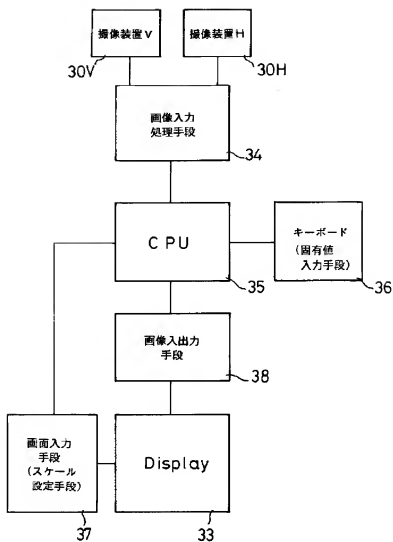 撮像装置V
撮像装置H
30V
30H
画像入力
処理手段
34
CPU
35
キーボード
(固有値
入力手段)
36
画像入出力
手段
38
画面入力
手段
(スケール
設定手段)
37
Display
33